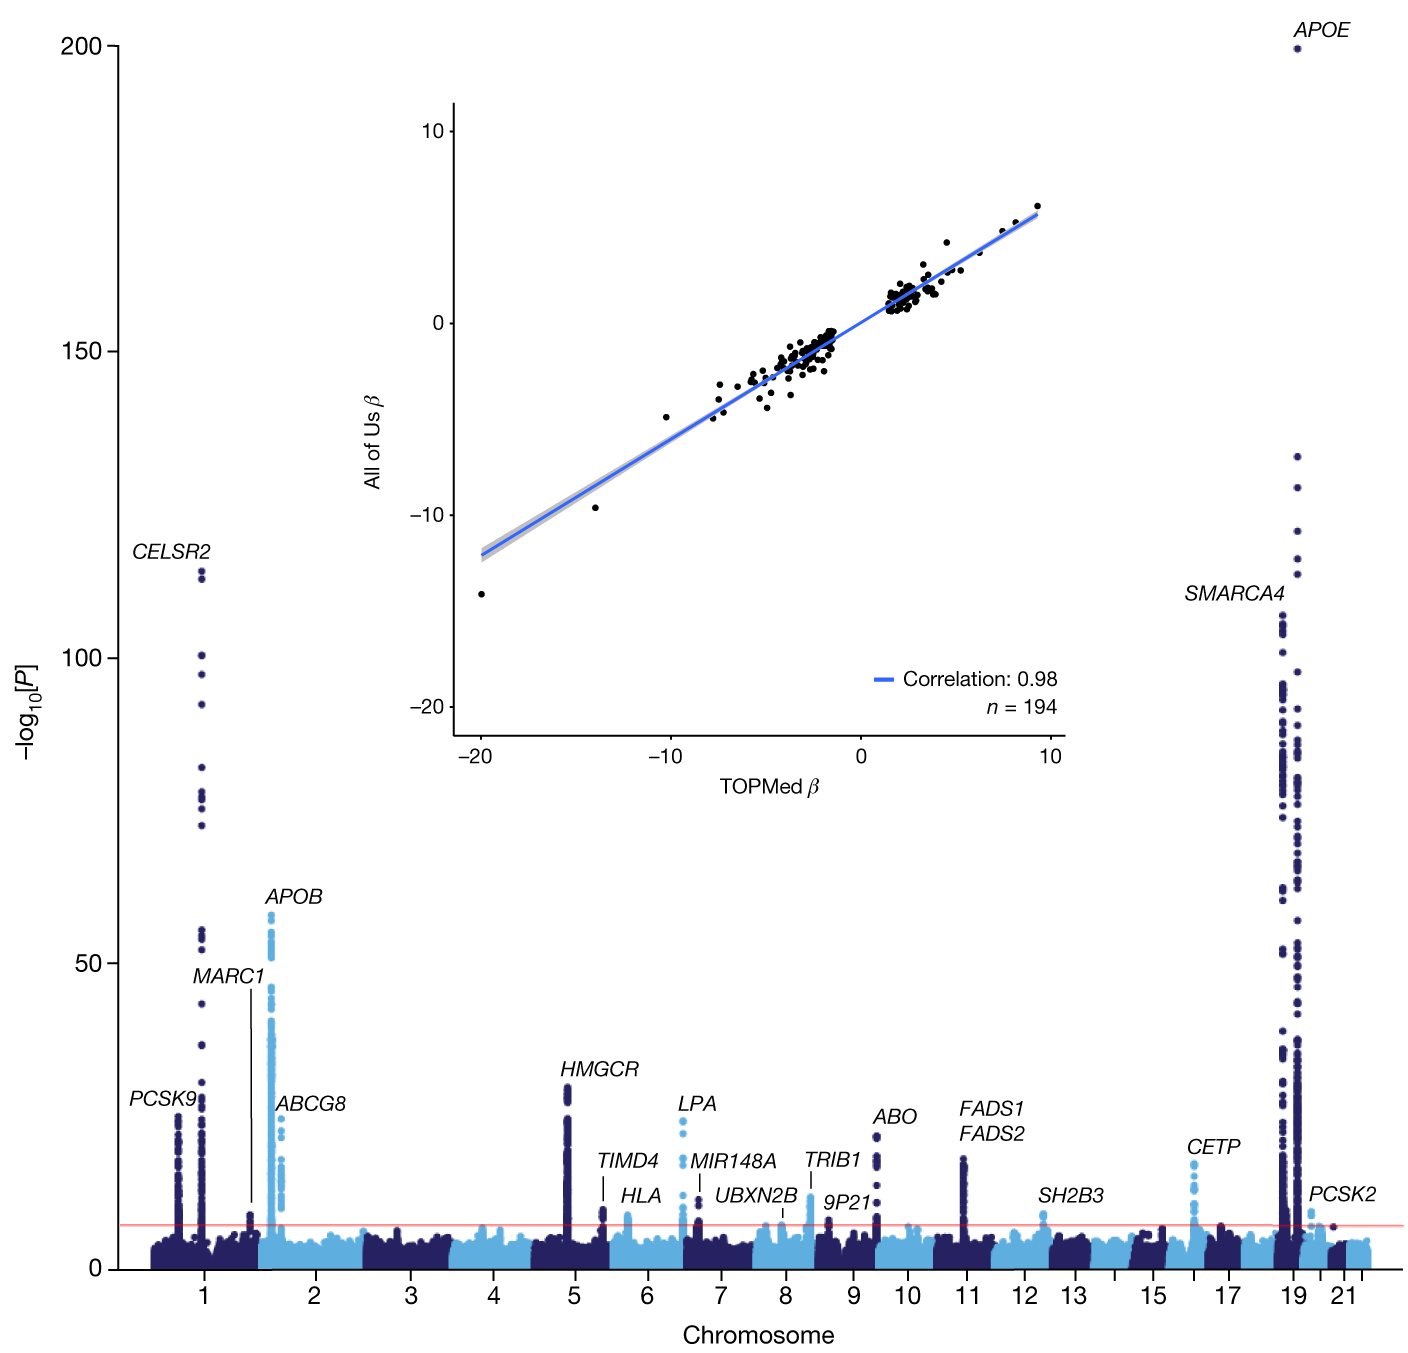 APOE
200
10
0
150
All of Us β
−10
CELSR2
SMARCA4
100
−log10[P]
Correlation: 0.98
n = 194
−20
−20
−10
0
10
TOPMed β
APOB
50
MARC1
HMGCR
PCSK9
ABCG8
LPA
ABO
FADS1
FADS2
CETP
TIMD4
MIR148A
TRIB1
HLA
UBXN2B
9P21
SH2B3
PCSK2
0
1
2
3
4
5
6
7
8
9
10
11
12
13
15
17
19
21
Chromosome